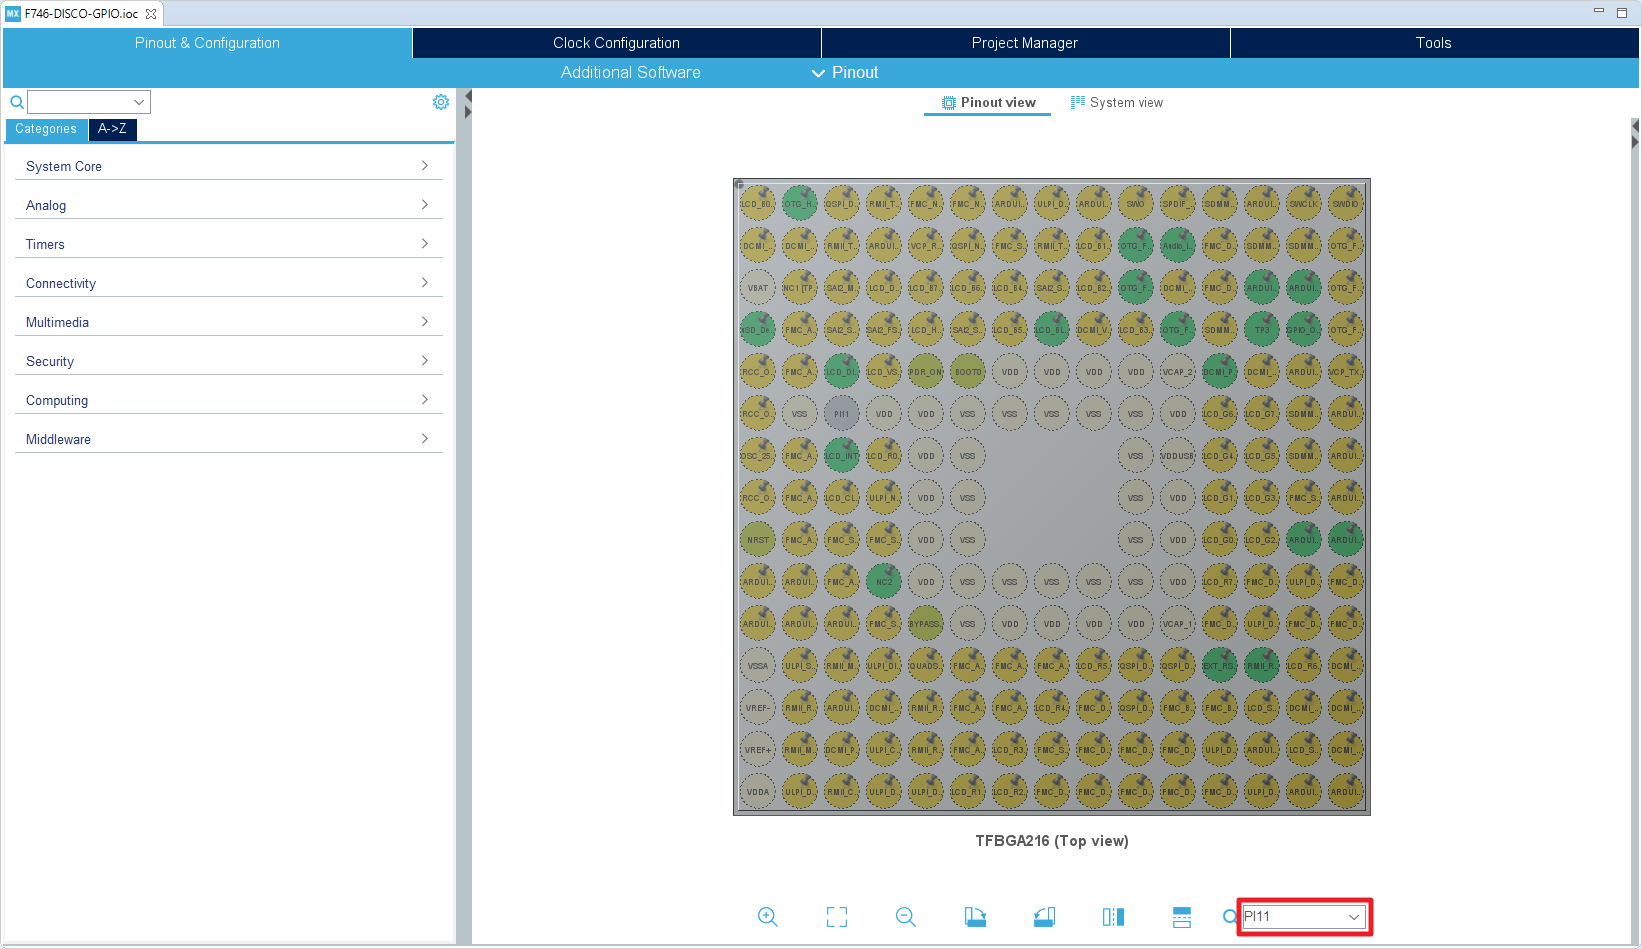 MX F746-DISCO-GPIO.ioc
Pinout & Configuration Clock Configuration Project Manager Tools
Additional Software Pinout
Pinout view System view
Categories A->Z
System Core
Analog
Timers
Connectivity
Multimedia
Security
Computing
Middleware
LCD_B0.. OTG_H.. QSPI_D.. RMII_T.. FMC_N.. FMC_N.. ARDUI.. ULPI_D.. ARDUI.. SWO SPDIF_.. SDMM.. ARDUI.. SWCLK SWDIO
DCMI_.. DCMI_.. RMII_T.. ARDUI.. VCP_R.. QSPI_N.. FMC_S.. RMII_T.. LCD_B1.. OTG_F.. Audio_I.. FMC_D.. SDMM.. SDMM.. OTG_F..
VBAT NC1 [TP.. SAI2_M.. LCD_D.. LCD_B7.. LCD_B6.. LCD_B4.. SAI2_S.. LCD_B2.. OTG_F.. DCMI_.. FMC_D.. ARDUI.. ARDUI.. OTG_F..
uSD_De.. FMC_A.. SAI2_S.. SAI2_FS.. LCD_H.. SAI2_S.. LCD_B5.. LCD_BL.. DCMI_V.. LCD_B3.. OTG_F.. SDMM.. TP3 GPIO_O.. OTG_F..
RCC_O.. FMC_A.. LCD_DI.. LCD_VS.. PDR_ON BOOT0 VDD VDD VDD VDD VCAP_2 DCMI_P.. DCMI_.. ARDUI.. VCP_TX..
RCC_O.. VSS PI11 VDD VDD VSS VSS VSS VSS VSS VDD LCD_G6.. LCD_G7.. SDMM.. ARDUI..
OSC_25.. FMC_A.. LCD_INT LCD_R0.. VDD VSS VSS VDDUSB LCD_G4.. LCD_G5.. SDMM.. ARDUI..
RCC_O.. FMC_A.. LCD_CL.. ULPI_N.. VDD VSS VSS VDD LCD_G1.. LCD_G3.. FMC_S.. ARDUI..
NRST FMC_A.. FMC_S.. FMC_S.. VDD VSS VSS VDD LCD_G0.. LCD_G2.. ARDUI.. ARDUI..
ARDUI.. ARDUI.. FMC_A.. NC2 VDD VSS VSS VSS VSS VSS VDD LCD_R7.. FMC_D.. ULPI_D.. FMC_D..
ARDUI.. ARDUI.. ARDUI.. FMC_S.. BYPASS.. VSS VDD VDD VDD VDD VCAP_1 FMC_D.. ULPI_D.. FMC_D.. FMC_D..
VSSA ULPI_S.. RMII_M.. ULPI_DI.. QUADS.. FMC_A.. FMC_A.. FMC_A.. LCD_R5.. QSPI_D.. QSPI_D.. EXT_RS.. RMII_R.. LCD_R6.. DCMI_..
VREF- RMII_R.. ARDUI.. DCMI_.. RMII_R.. FMC_A.. FMC_A.. LCD_R4.. FMC_D.. QSPI_D.. FMC_B.. FMC_B.. LCD_S.. DCMI_.. DCMI_..
VREF+ RMII_M.. DCMI_P.. ULPI_C.. RMII_R.. FMC_A.. LCD_R3.. FMC_S.. FMC_D.. FMC_D.. FMC_D.. ULPI_D.. ARDUI.. LCD_S.. DCMI_..
VDDA ULPI_D.. RMII_C.. ULPI_D.. ULPI_D.. LCD_R1.. LCD_R2.. FMC_D.. FMC_D.. FMC_D.. FMC_D.. FMC_D.. ULPI_D.. ARDUI.. ARDUI..
TFBGA216 (Top view)
PI11